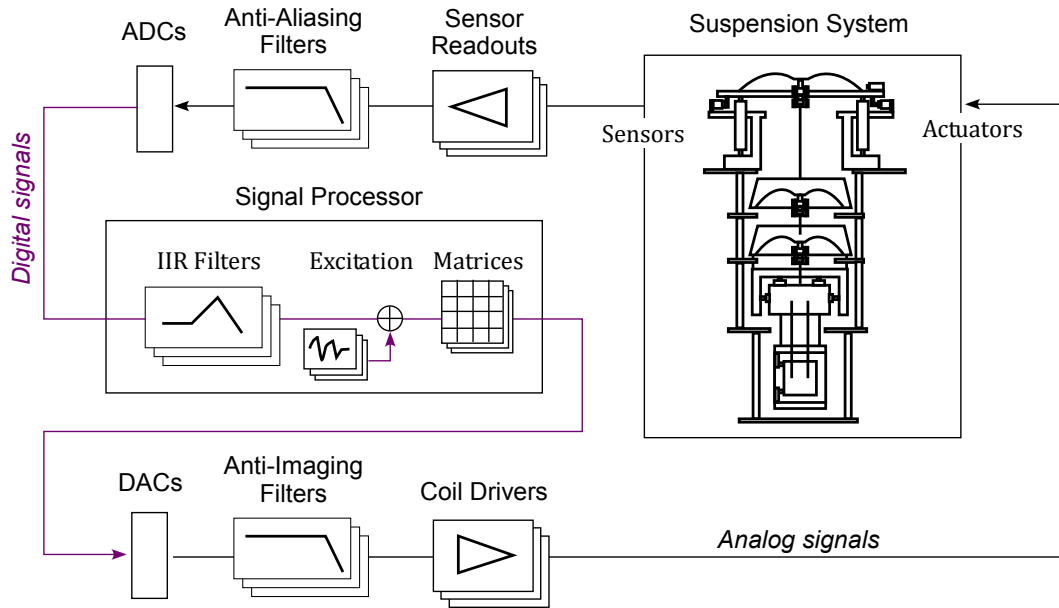 ADCs
Anti-Aliasing
Filters
Sensor
Readouts
Suspension System
Sensors
Actuators
Digital signals
Signal Processor
IIR Filters
Excitation
Matrices
DACs
Anti-Imaging
Filters
Coil Drivers
Analog signals